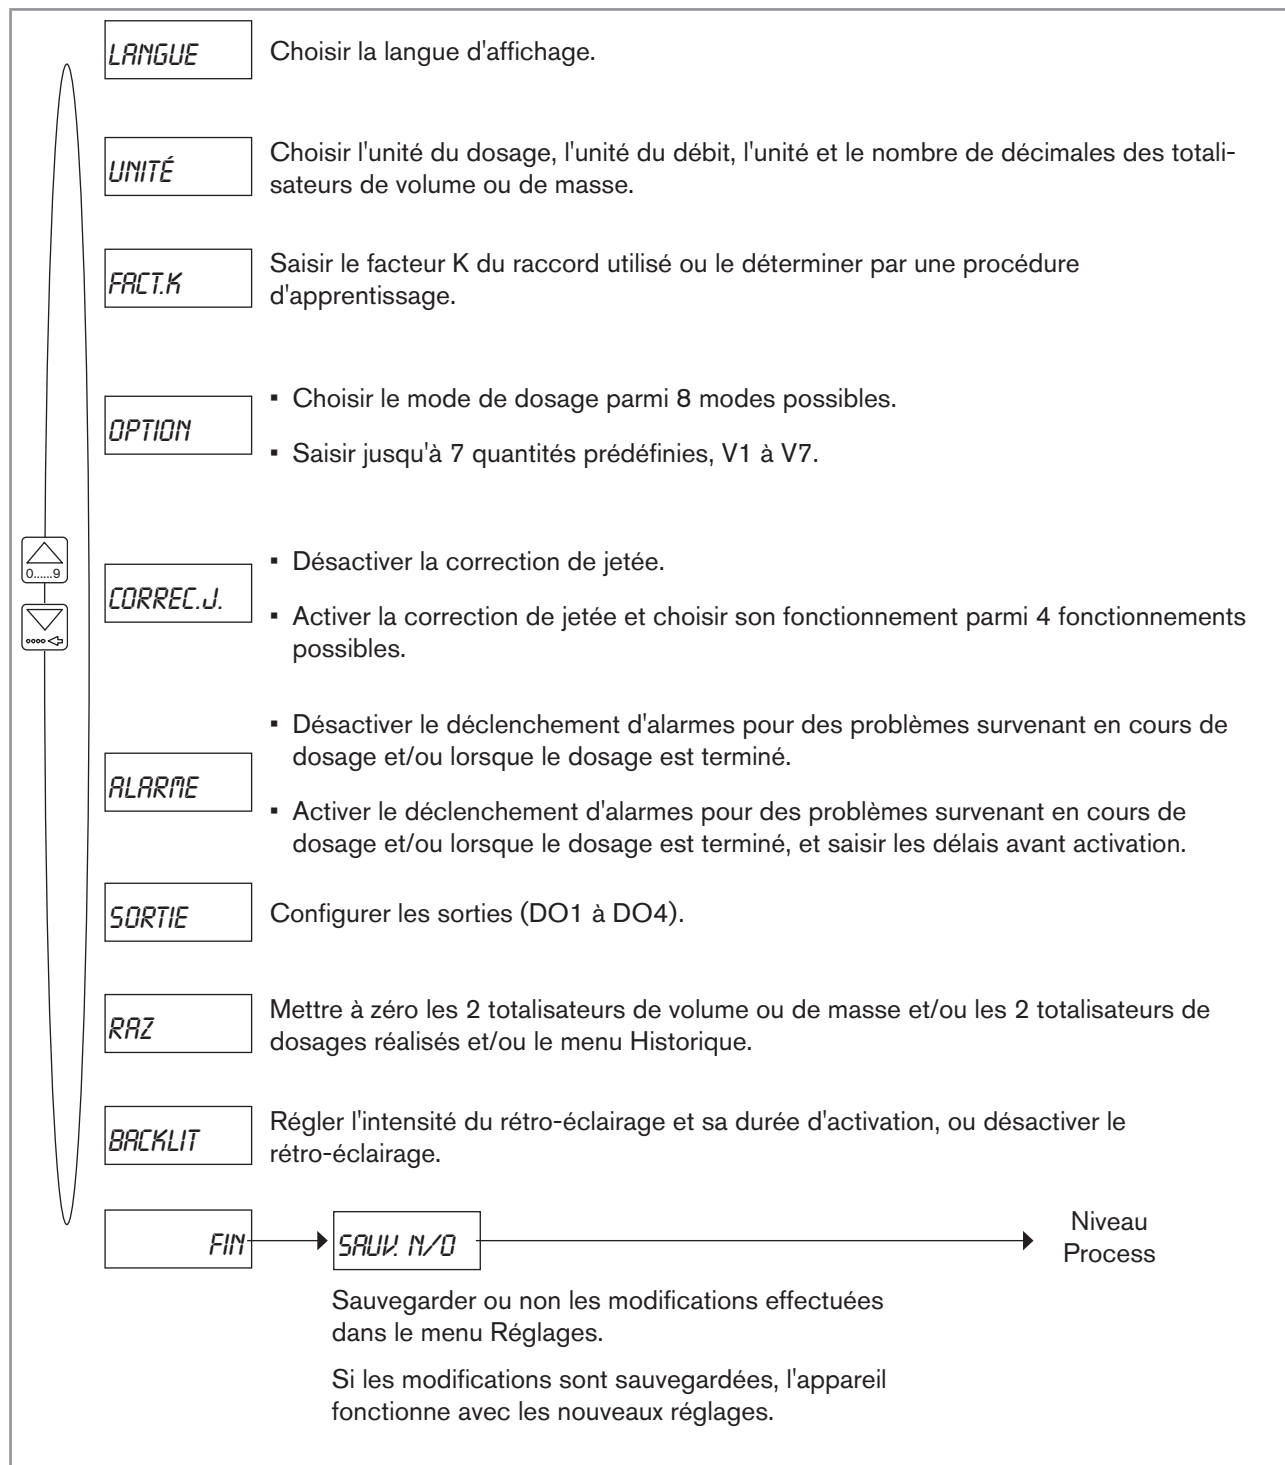 LANGUE
Choisir la langue d'affichage.
UNITÉ
Choisir l'unité du dosage, l'unité du débit, l'unité et le nombre de décimales des totali-
sateurs de volume ou de masse.
FACT.K
Saisir le facteur K du raccord utilisé ou le déterminer par une procédure
d'apprentissage.
OPTION
▪ Choisir le mode de dosage parmi 8 modes possibles.
▪ Saisir jusqu'à 7 quantités prédéfinies, V1 à V7.
0......9
CORREC.J.
▪ Désactiver la correction de jetée.
▪ Activer la correction de jetée et choisir son fonctionnement parmi 4 fonctionnements
possibles.
ALARME
▪ Désactiver le déclenchement d'alarmes pour des problèmes survenant en cours de
dosage et/ou lorsque le dosage est terminé.
▪ Activer le déclenchement d'alarmes pour des problèmes survenant en cours de
dosage et/ou lorsque le dosage est terminé, et saisir les délais avant activation.
SORTIE
Configurer les sorties (DO1 à DO4).
RAZ
Mettre à zéro les 2 totalisateurs de volume ou de masse et/ou les 2 totalisateurs de
dosages réalisés et/ou le menu Historique.
BACKLIT
Régler l'intensité du rétro-éclairage et sa durée d'activation, ou désactiver le
rétro-éclairage.
FIN
SAUV. N/O
Niveau
Process
Sauvegarder ou non les modifications effectuées
dans le menu Réglages.
Si les modifications sont sauvegardées, l'appareil
fonctionne avec les nouveaux réglages.